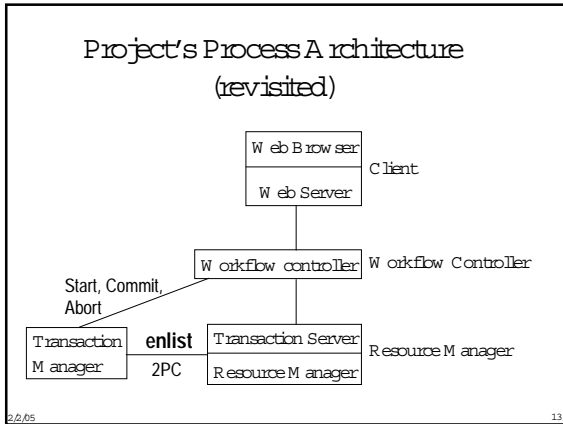 Project's Process Architecture
(revisited)
Web Browser
Web Server
Client
Workflow controller
Workflow Controller
Start, Commit,
Abort
Transaction
Manager
enlist
2PC
Transaction Server
Resource Manager
Resource Manager
2/2/05
13